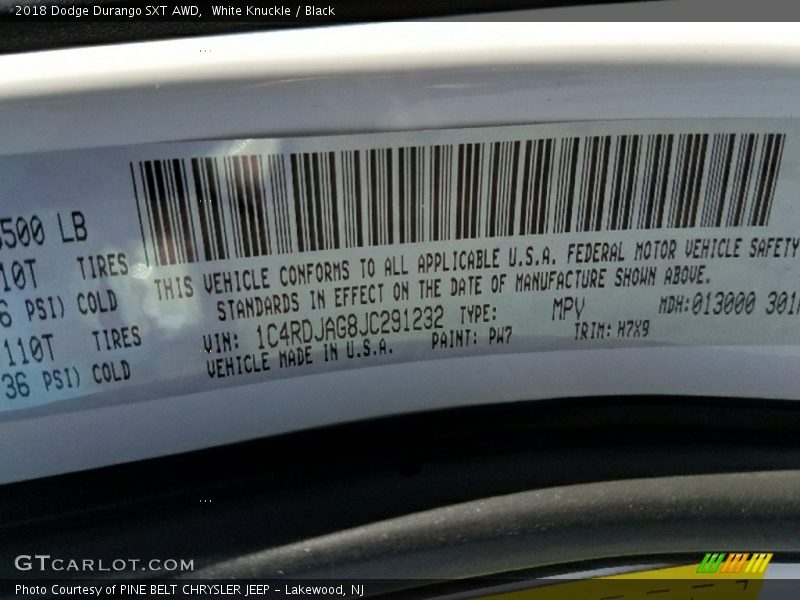 2018 Dodge Durango SXT AWD,  White Knuckle / Black
500 LB
10T TIRES
6 PSI) COLD
110T TIRES
36 PSI) COLD
THIS VEHICLE CONFORMS TO ALL APPLICABLE U.S.A. FEDERAL MOTOR VEHICLE SAFETY
STANDARDS IN EFFECT ON THE DATE OF MANUFACTURE SHOWN ABOVE.
VIN: 1C4RDJAG8JC291232 TYPE: MPV MDH:013000 301
VEHICLE MADE IN U.S.A. PAINT: PW7 TRIM: H7X9
GTCARLOT.COM
Photo Courtesy of PINE BELT CHRYSLER JEEP - Lakewood, NJ